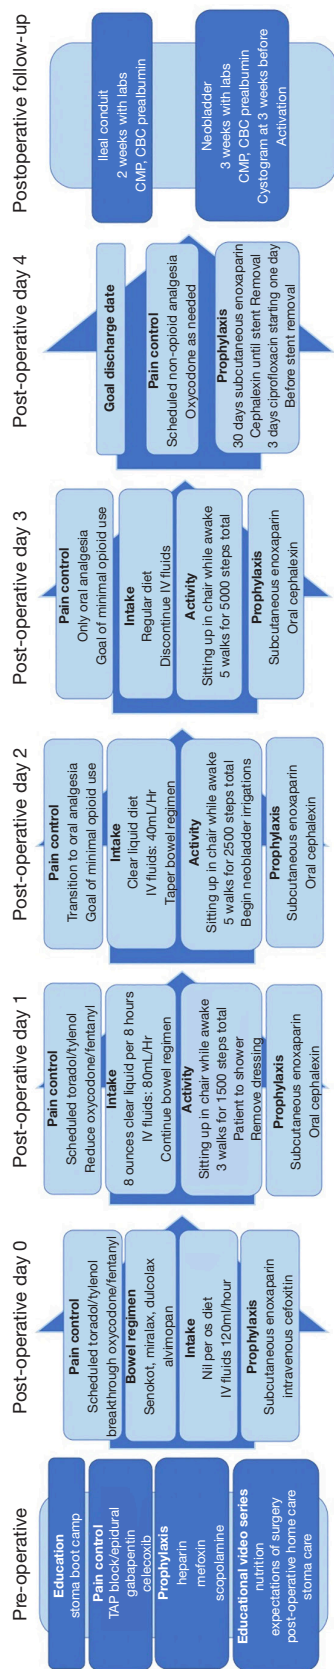 Pre-operative
Education
stoma boot camp
Pain control
TAP block/epidural
gabapentin
celecoxib
Prophylaxis
heparin
mefoxin
scopolamine
Educational video series
nutrition
expectations of surgery
post-operative home care
stoma care
Post-operative day 0
Pain control
Scheduled toradol/tylenol
breakthrough oxycodone/fentanyl
Bowel regimen
Senokot, miralax, dulcolax
alvimopan
Intake
Nil per os diet
IV fluids 120ml/hour
Prophylaxis
Subcutaneous enoxaparin
intravenous cefoxitin
Post-operative day 1
Pain control
Scheduled toradol/tylenol
Reduce oxycodone/fentanyl
Intake
8 ounces clear liquid per 8 hours
IV fluids: 80mL/Hr
Continue bowel regimen
Activity
Sitting up in chair while awake
3 walks for 1500 steps total
Patient to shower
Remove dressing
Prophylaxis
Subcutaneous enoxaparin
Oral cephalexin
Post-operative day 2
Pain control
Transition to oral analgesia
Goal of minimal opioid use
Intake
Clear liquid diet
IV fluids: 40mL/Hr
Taper bowel regimen
Activity
Sitting up in chair while awake
5 walks for 2500 steps total
Begin neobladder irrigations
Prophylaxis
Subcutaneous enoxaparin
Oral cephalexin
Post-operative day 3
Pain control
Only oral analgesia
Goal of minimal opioid use
Intake
Regular diet
Discontinue IV fluids
Activity
Sitting up in chair while awake
5 walks for 5000 steps total
Prophylaxis
Subcutaneous enoxaparin
Oral cephalexin
Post-operative day 4
Goal discharge date
Pain control
Scheduled non-opioid analgesia
Oxycodone as needed
Prophylaxis
30 days subcutaneous enoxaparin
Cephalexin until stent Removal
3 days ciprofloxacin starting one day
Before stent removal
Postoperative follow-up
Ileal conduit
2 weeks with labs
CMP, CBC prealbumin
Neobladder
3 weeks with labs
CMP, CBC prealbumin
Cystogram at 3 weeks before
Activation